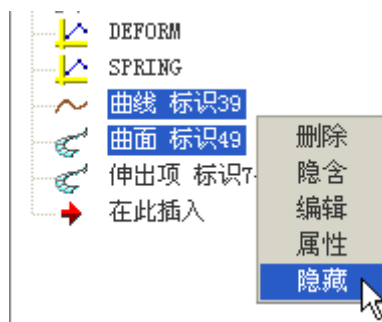 DEFORM
SPRING
曲线 标识39
曲面 标识49
伸出项 标识7
在此插入
删除
隐含
编辑
属性
隐藏